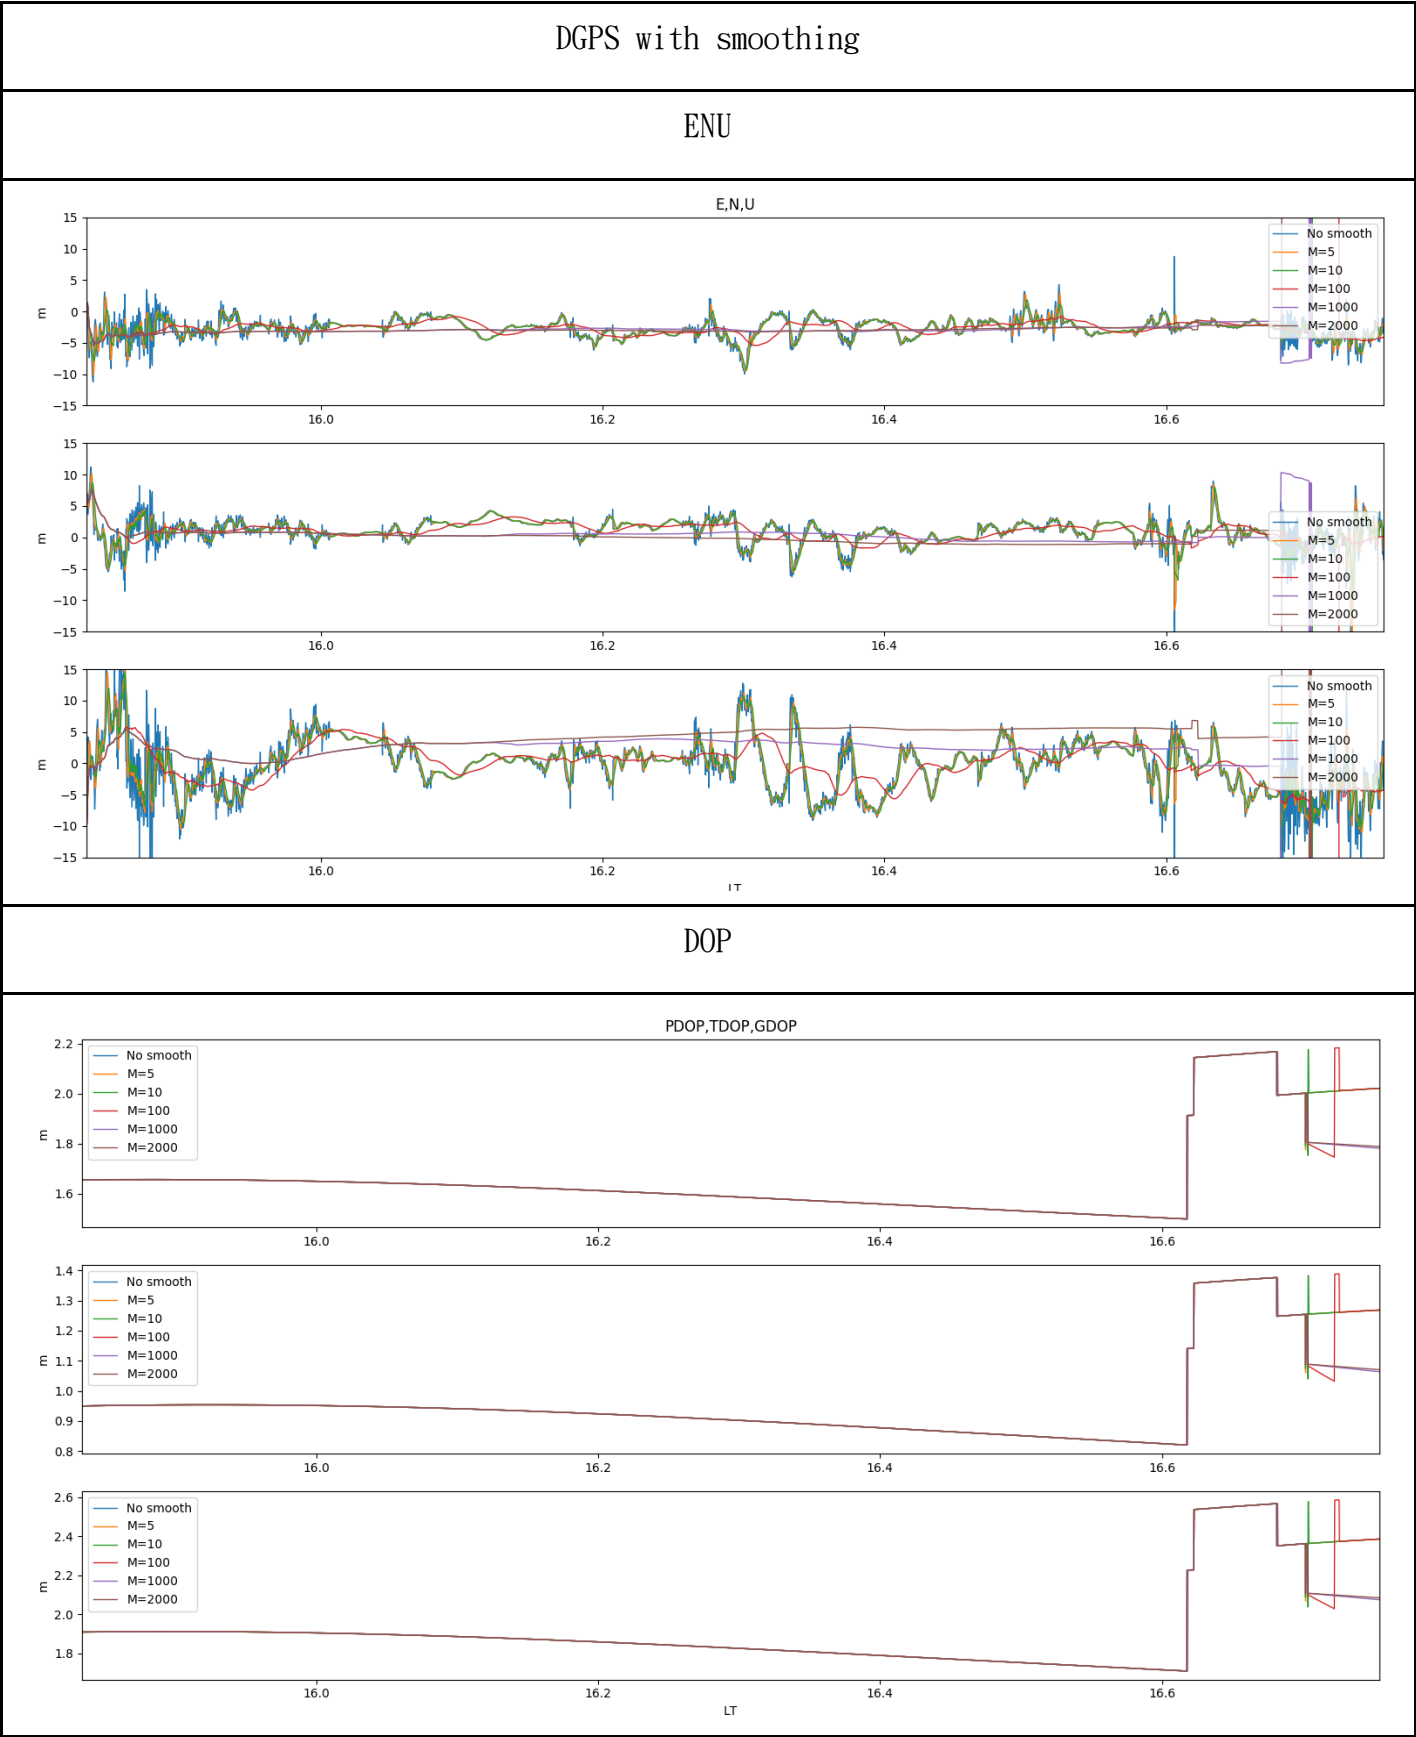 DGPS with smoothing
ENU
E,N,U
15
10
5
0
−5
−10
−15
m
No smooth
M=5
M=10
M=100
M=1000
M=2000
16.0 16.2 16.4 16.6
15
10
5
0
−5
−10
−15
m
No smooth
M=5
M=10
M=100
M=1000
M=2000
16.0 16.2 16.4 16.6
15
10
5
0
−5
−10
−15
m
No smooth
M=5
M=10
M=100
M=1000
M=2000
16.0 16.2 16.4 16.6
LT
DOP
PDOP,TDOP,GDOP
2.2
2.0
1.8
1.6
m
No smooth
M=5
M=10
M=100
M=1000
M=2000
16.0 16.2 16.4 16.6
1.4
1.3
1.2
1.1
1.0
0.9
0.8
m
No smooth
M=5
M=10
M=100
M=1000
M=2000
16.0 16.2 16.4 16.6
2.6
2.4
2.2
2.0
1.8
m
No smooth
M=5
M=10
M=100
M=1000
M=2000
16.0 16.2 16.4 16.6
LT